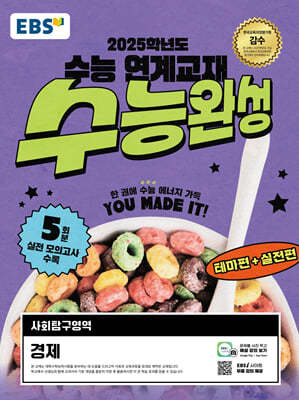 EBS
2025학년도
수능 연계교재
수능완성
감수
한 권에 수능 에너지 가득
YOU MADE IT!
5회분
실전 모의고사
수록
테마편+실전편
사회탐구영역
경제